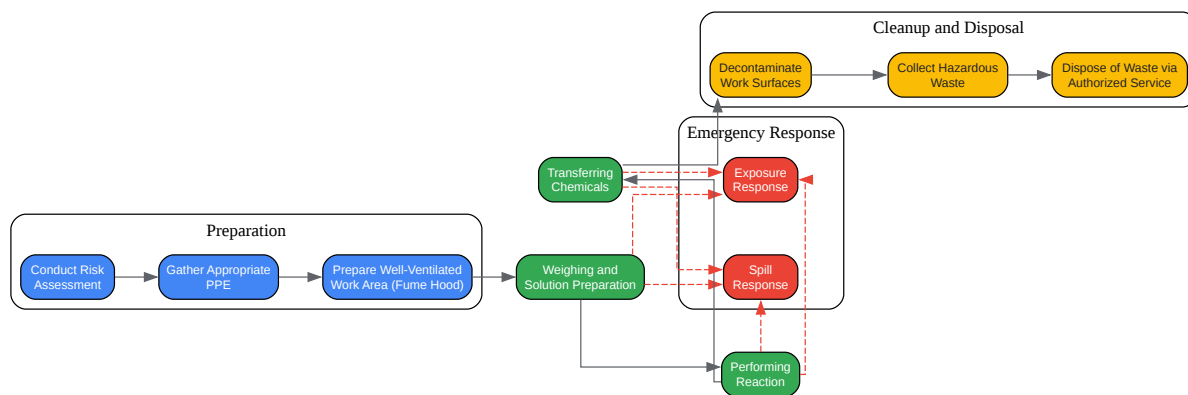 Cleanup and Disposal
Decontaminate
Work Surfaces
Collect Hazardous
Waste
Dispose of Waste via
Authorized Service
Emergency Response
Transferring
Chemicals
Exposure
Response
Preparation
Conduct Risk
Assessment
Gather Appropriate
PPE
Prepare Well-Ventilated
Work Area (Fume Hood)
Weighing and
Solution Preparation
Spill
Response
Performing
Reaction